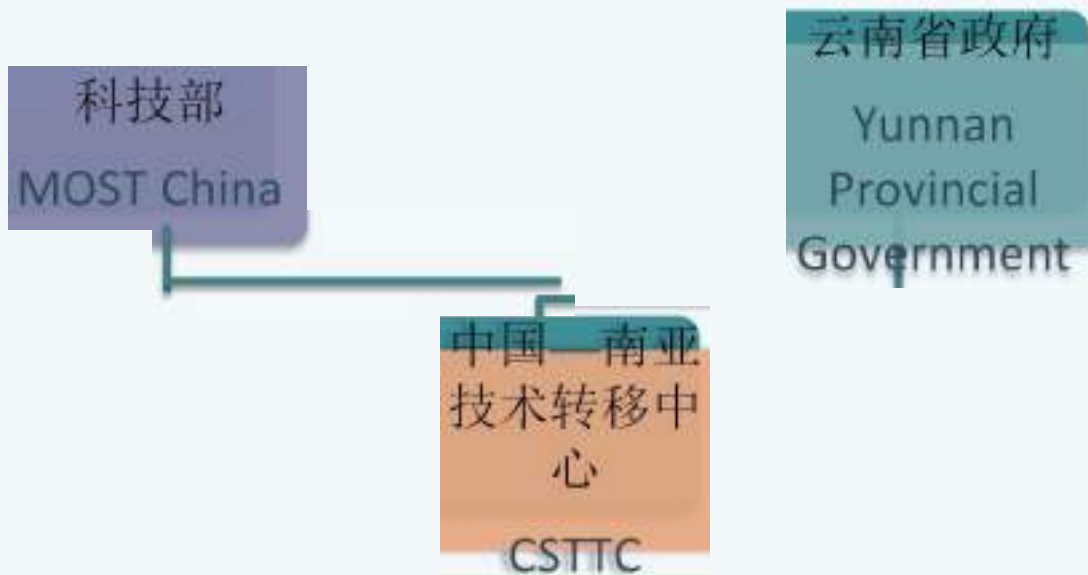 科技部
MOST China
云南省政府
Yunnan
Provincial
Government
中国—南亚
技术转移中
心
CSTTC